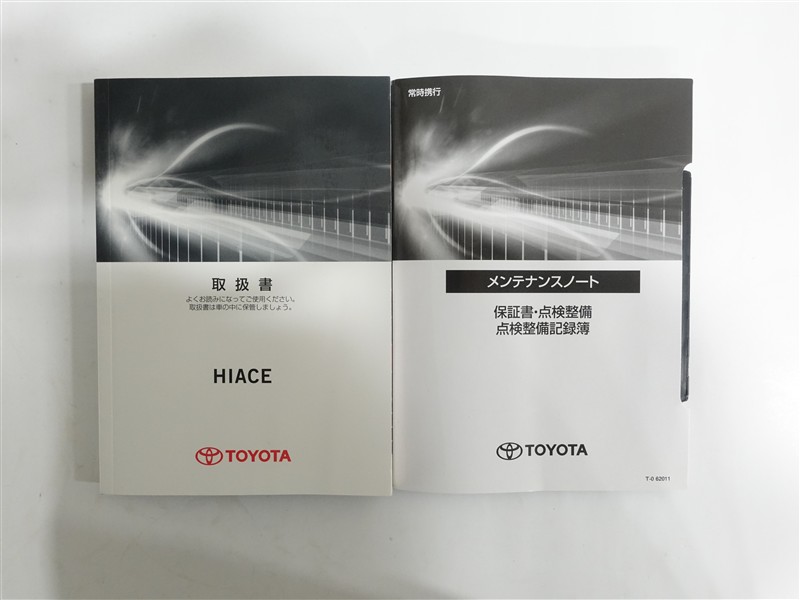 取扱書
よくお読みになってご使用ください。
取扱書は車の中に保管しましょう。
HIACE
TOYOTA
常時携行
メンテナンスノート
保証書・点検整備
点検整備記録簿
TOYOTA
T-0 62011